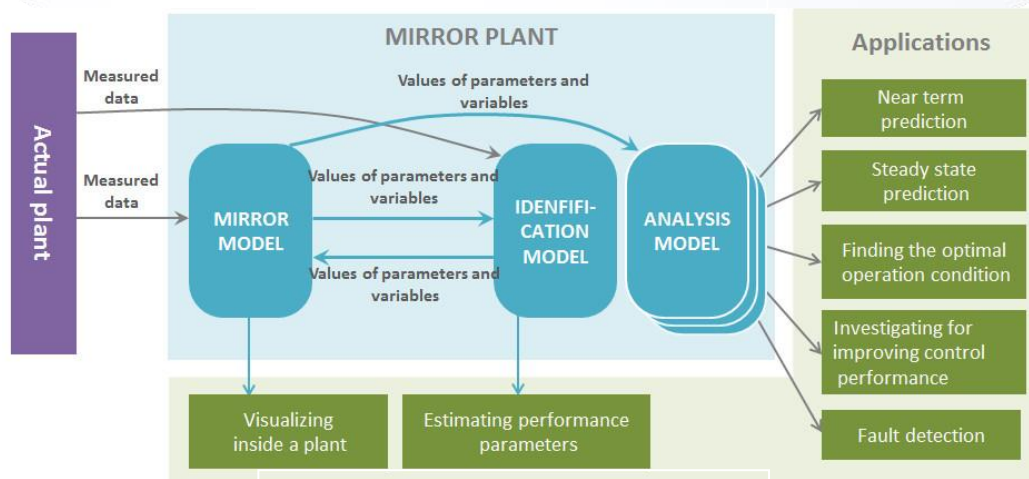 MIRROR PLANT
Applications
Actual plant
Measured
data
Measured
data
Values of parameters and
variables
Values of parameters and
variables
Values of parameters and
variables
MIRROR
MODEL
IDENFIFI-
CATION
MODEL
ANALYSIS
MODEL
Near term
prediction
Steady state
prediction
Finding the optimal
operation condition
Investigating for
improving control
performance
Fault detection
Visualizing
inside a plant
Estimating performance
parameters